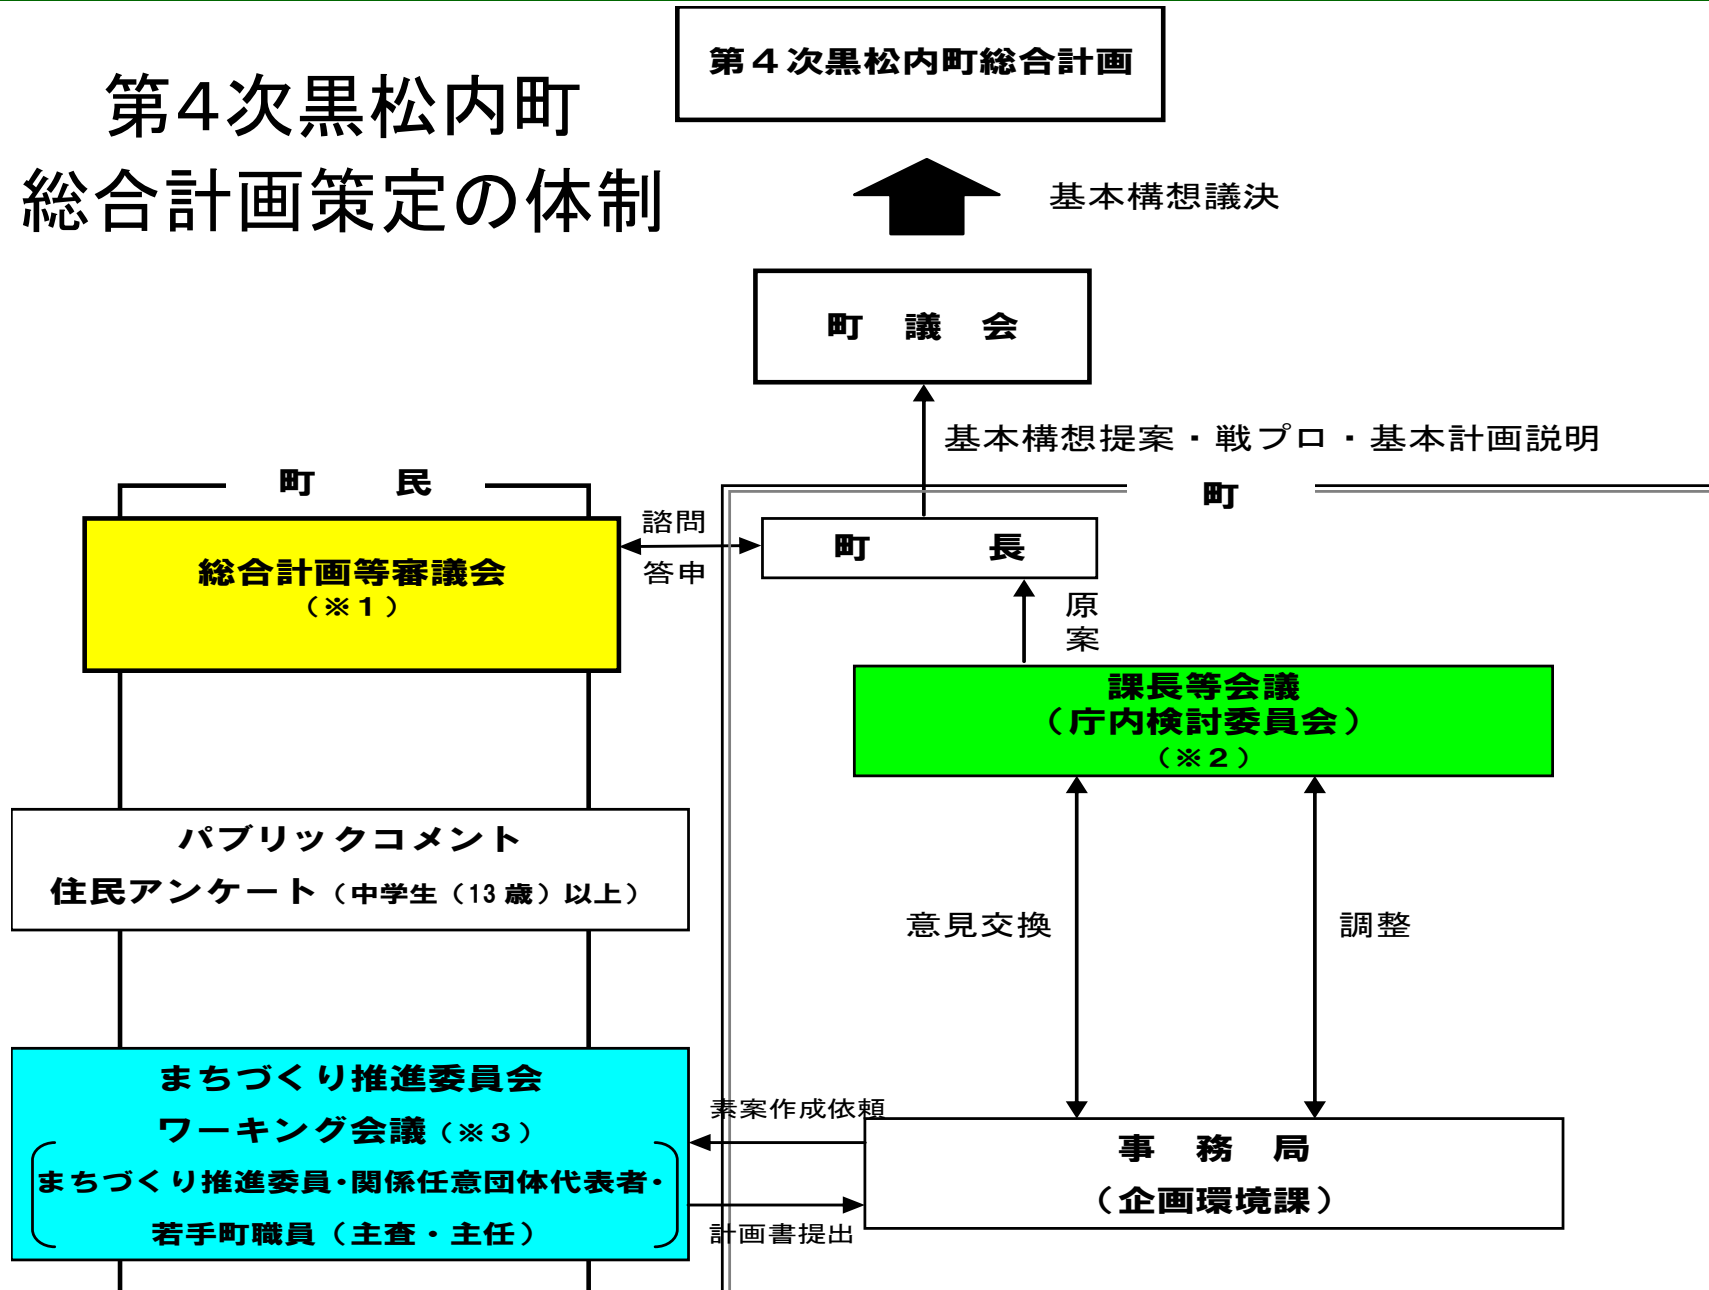 第4次黒松内町
総合計画策定の体制
第４次黒松内町総合計画
基本構想議決
町　議　会
基本構想提案・戦プロ・基本計画説明
町　　民
町
総合計画等審議会
（※１）
諮問
答申
町　　　長
原
案
課長等会議
（庁内検討委員会）
（※２）
パブリックコメント
住民アンケート（中学生（13 歳）以上）
意見交換
調整
まちづくり推進委員会
ワーキング会議（※３）
まちづくり推進委員・関係任意団体代表者・
若手町職員（主査・主任）
素案作成依頼
計画書提出
事　務　局
（企画環境課）